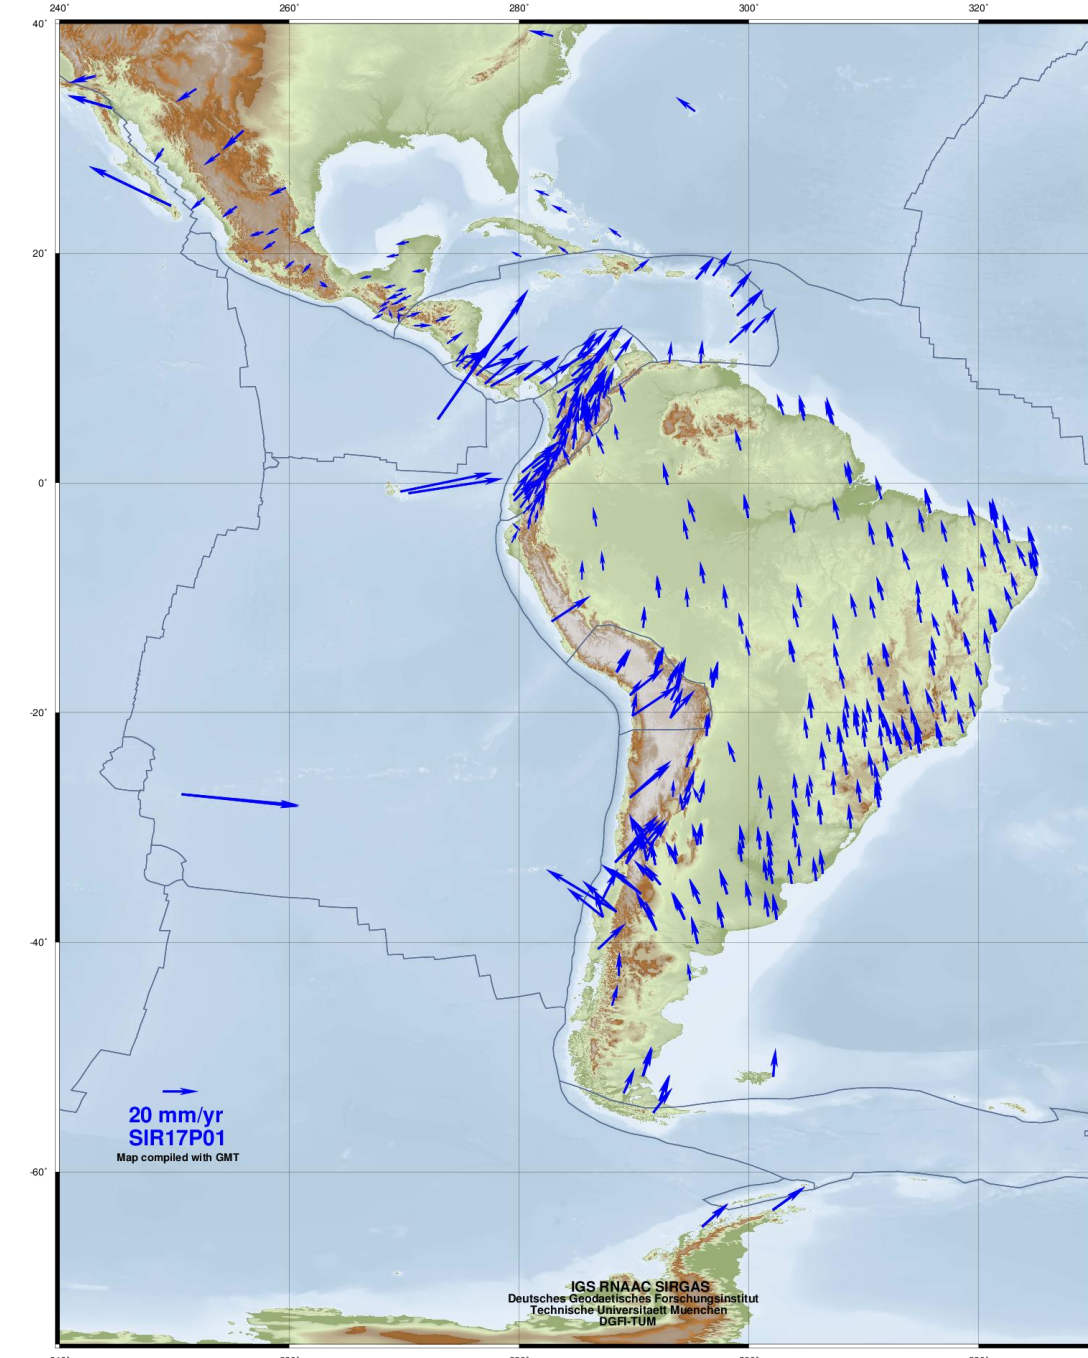 240° 260° 280° 300° 320°
40°
20°
0°
-20°
-40°
20 mm/yr
SIR17P01
Map compiled with GMT
-60°
IGS RNAAC SIRGAS
Deutsches Geodaetisches Forschungsinstitut
Technische Universitaett Muenchen
DGFI-TUM